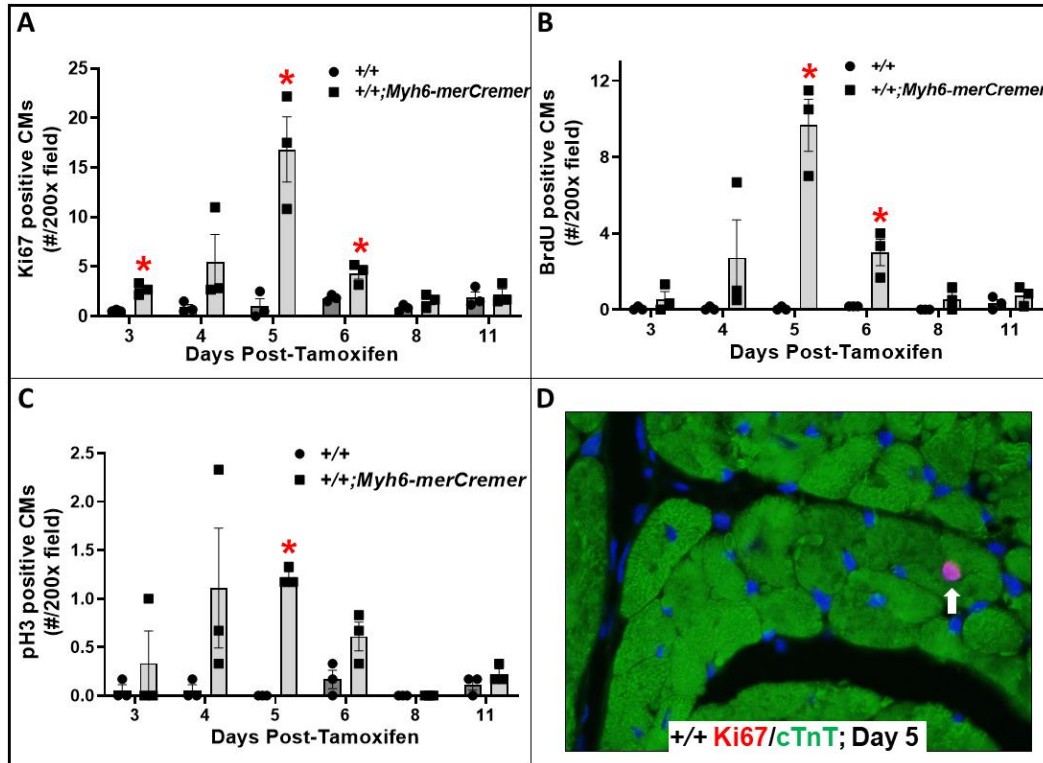 A
Ki67 positive CMs
(#/200x field)
25
20
15
10
5
0
+/+
+/+;Myh6-merCremer
*
*
*
3 4 5 6 8 11
Days Post-Tamoxifen
B
BrdU positive CMs
(#/200x field)
12
8
4
0
+/+
+/+;Myh6-merCremer
*
*
3 4 5 6 8 11
Days Post-Tamoxifen
C
pH3 positive CMs
(#/200x field)
2.5
2.0
1.5
1.0
0.5
0.0
+/+
+/+;Myh6-merCremer
*
3 4 5 6 8 11
Days Post-Tamoxifen
D
+/+ Ki67/cTnT; Day 5